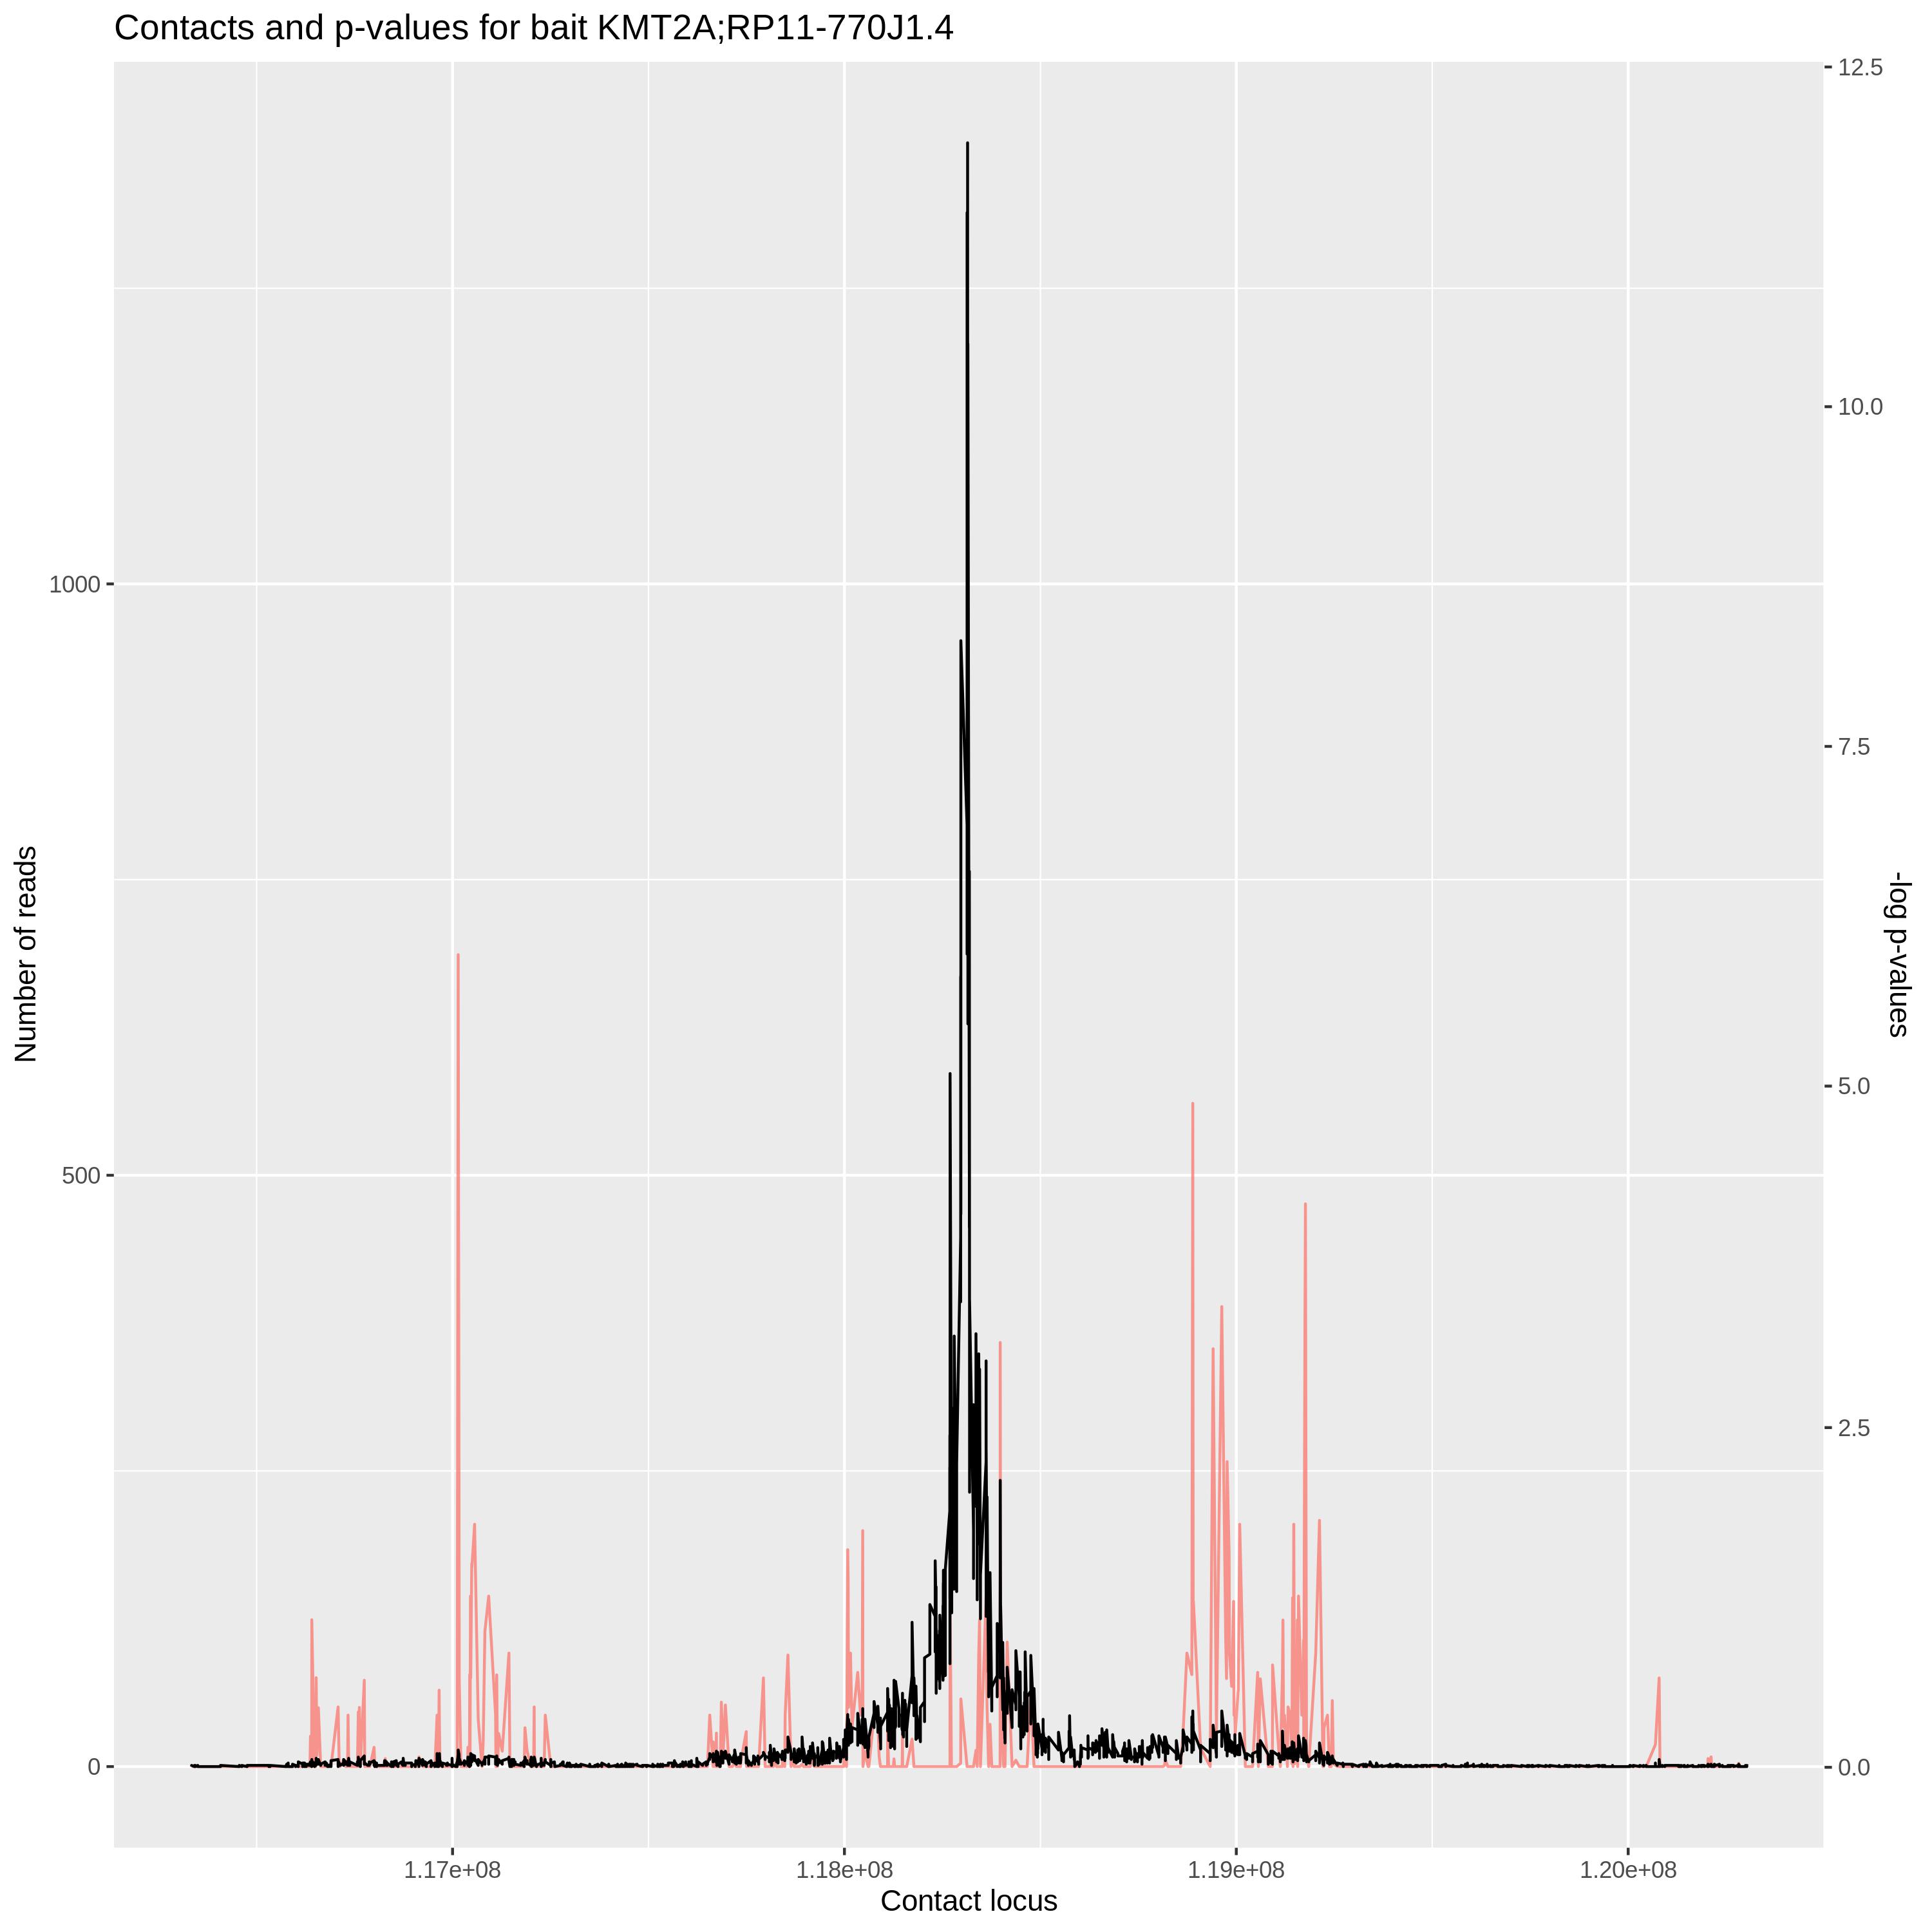 Contacts and p-values for bait KMT2A;RP11-770J1.4
12.5
10.0
1000
7.5
Number of reads
-log p-values
5.0
500
2.5
0
0.0
1.17e+08
1.18e+08
1.19e+08
1.20e+08
Contact locus